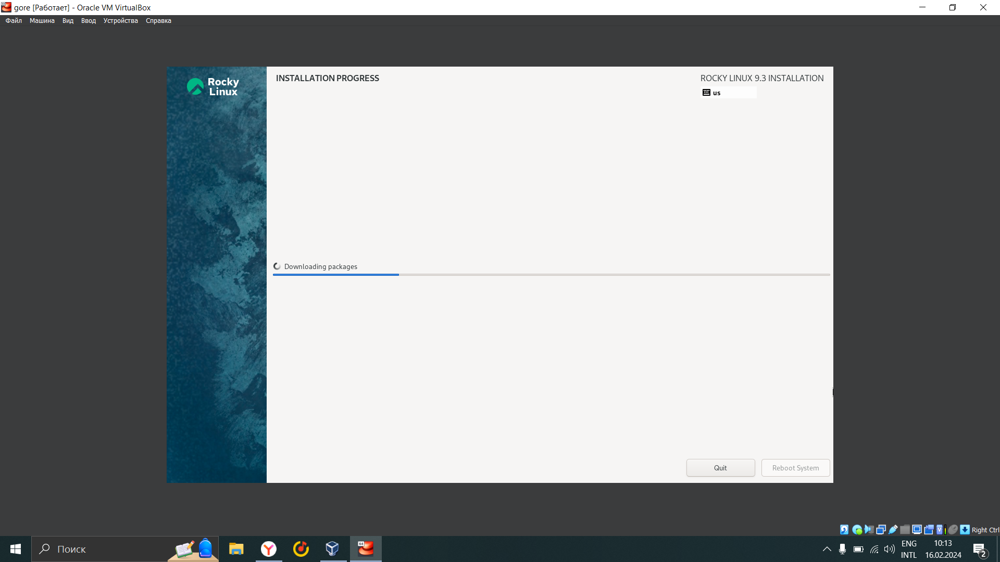 gore [Работает] - Oracle VM VirtualBox
Файл Машина Вид Ввод Устройства Справка
Rocky
Linux
INSTALLATION PROGRESS
ROCKY LINUX 9.3 INSTALLATION
us
Downloading packages
Quit
Reboot System
Right Ctrl
Поиск
64
ENG
INTL
10:13
16.02.2024
2